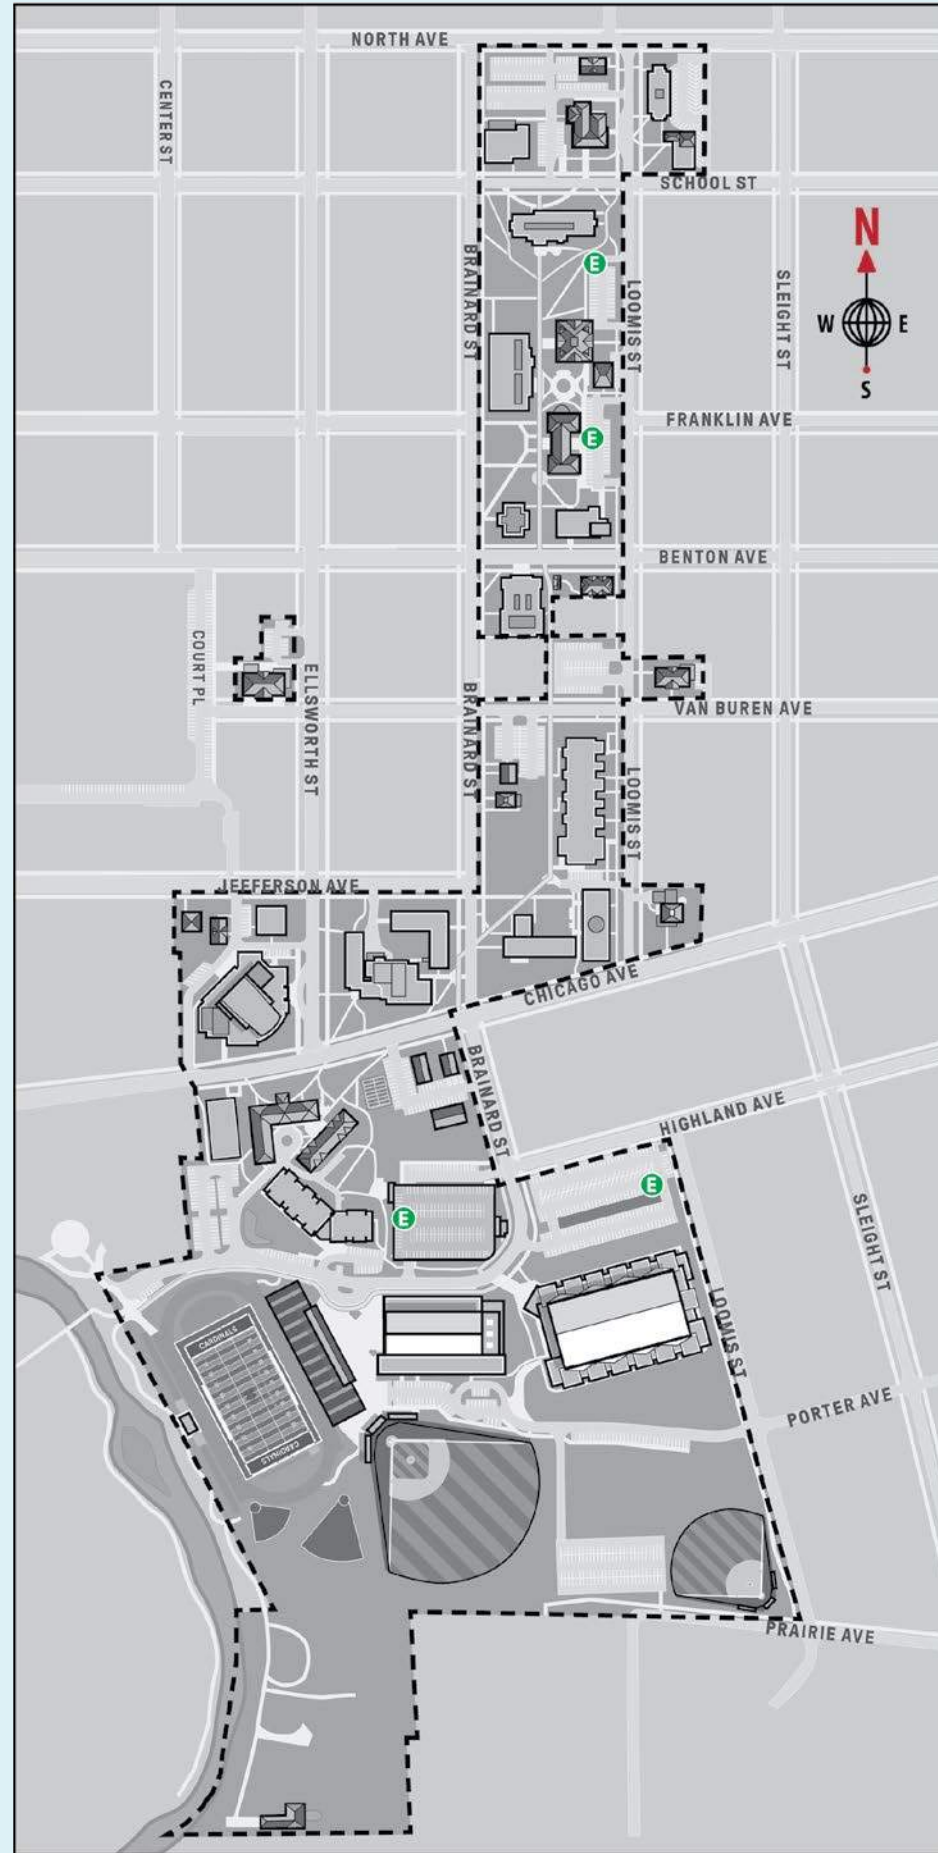 NORTH AVE
CENTER ST
SCHOOL ST
N
W
E
S
E
BRAINARD ST
LOOMIS ST
SLEIGHT ST
FRANKLIN AVE
E
BENTON AVE
COURT PL
ELLSWORTH ST
BRAINARD ST
VAN BUREN AVE
LOOMIS ST
JEFFERSON AVE
CHICAGO AVE
BRAINARD ST
HIGHLAND AVE
E
E
SLEIGHT ST
LOOMIS ST
CARDINALS
CARDINALS
PORTER AVE
PRAIRIE AVE